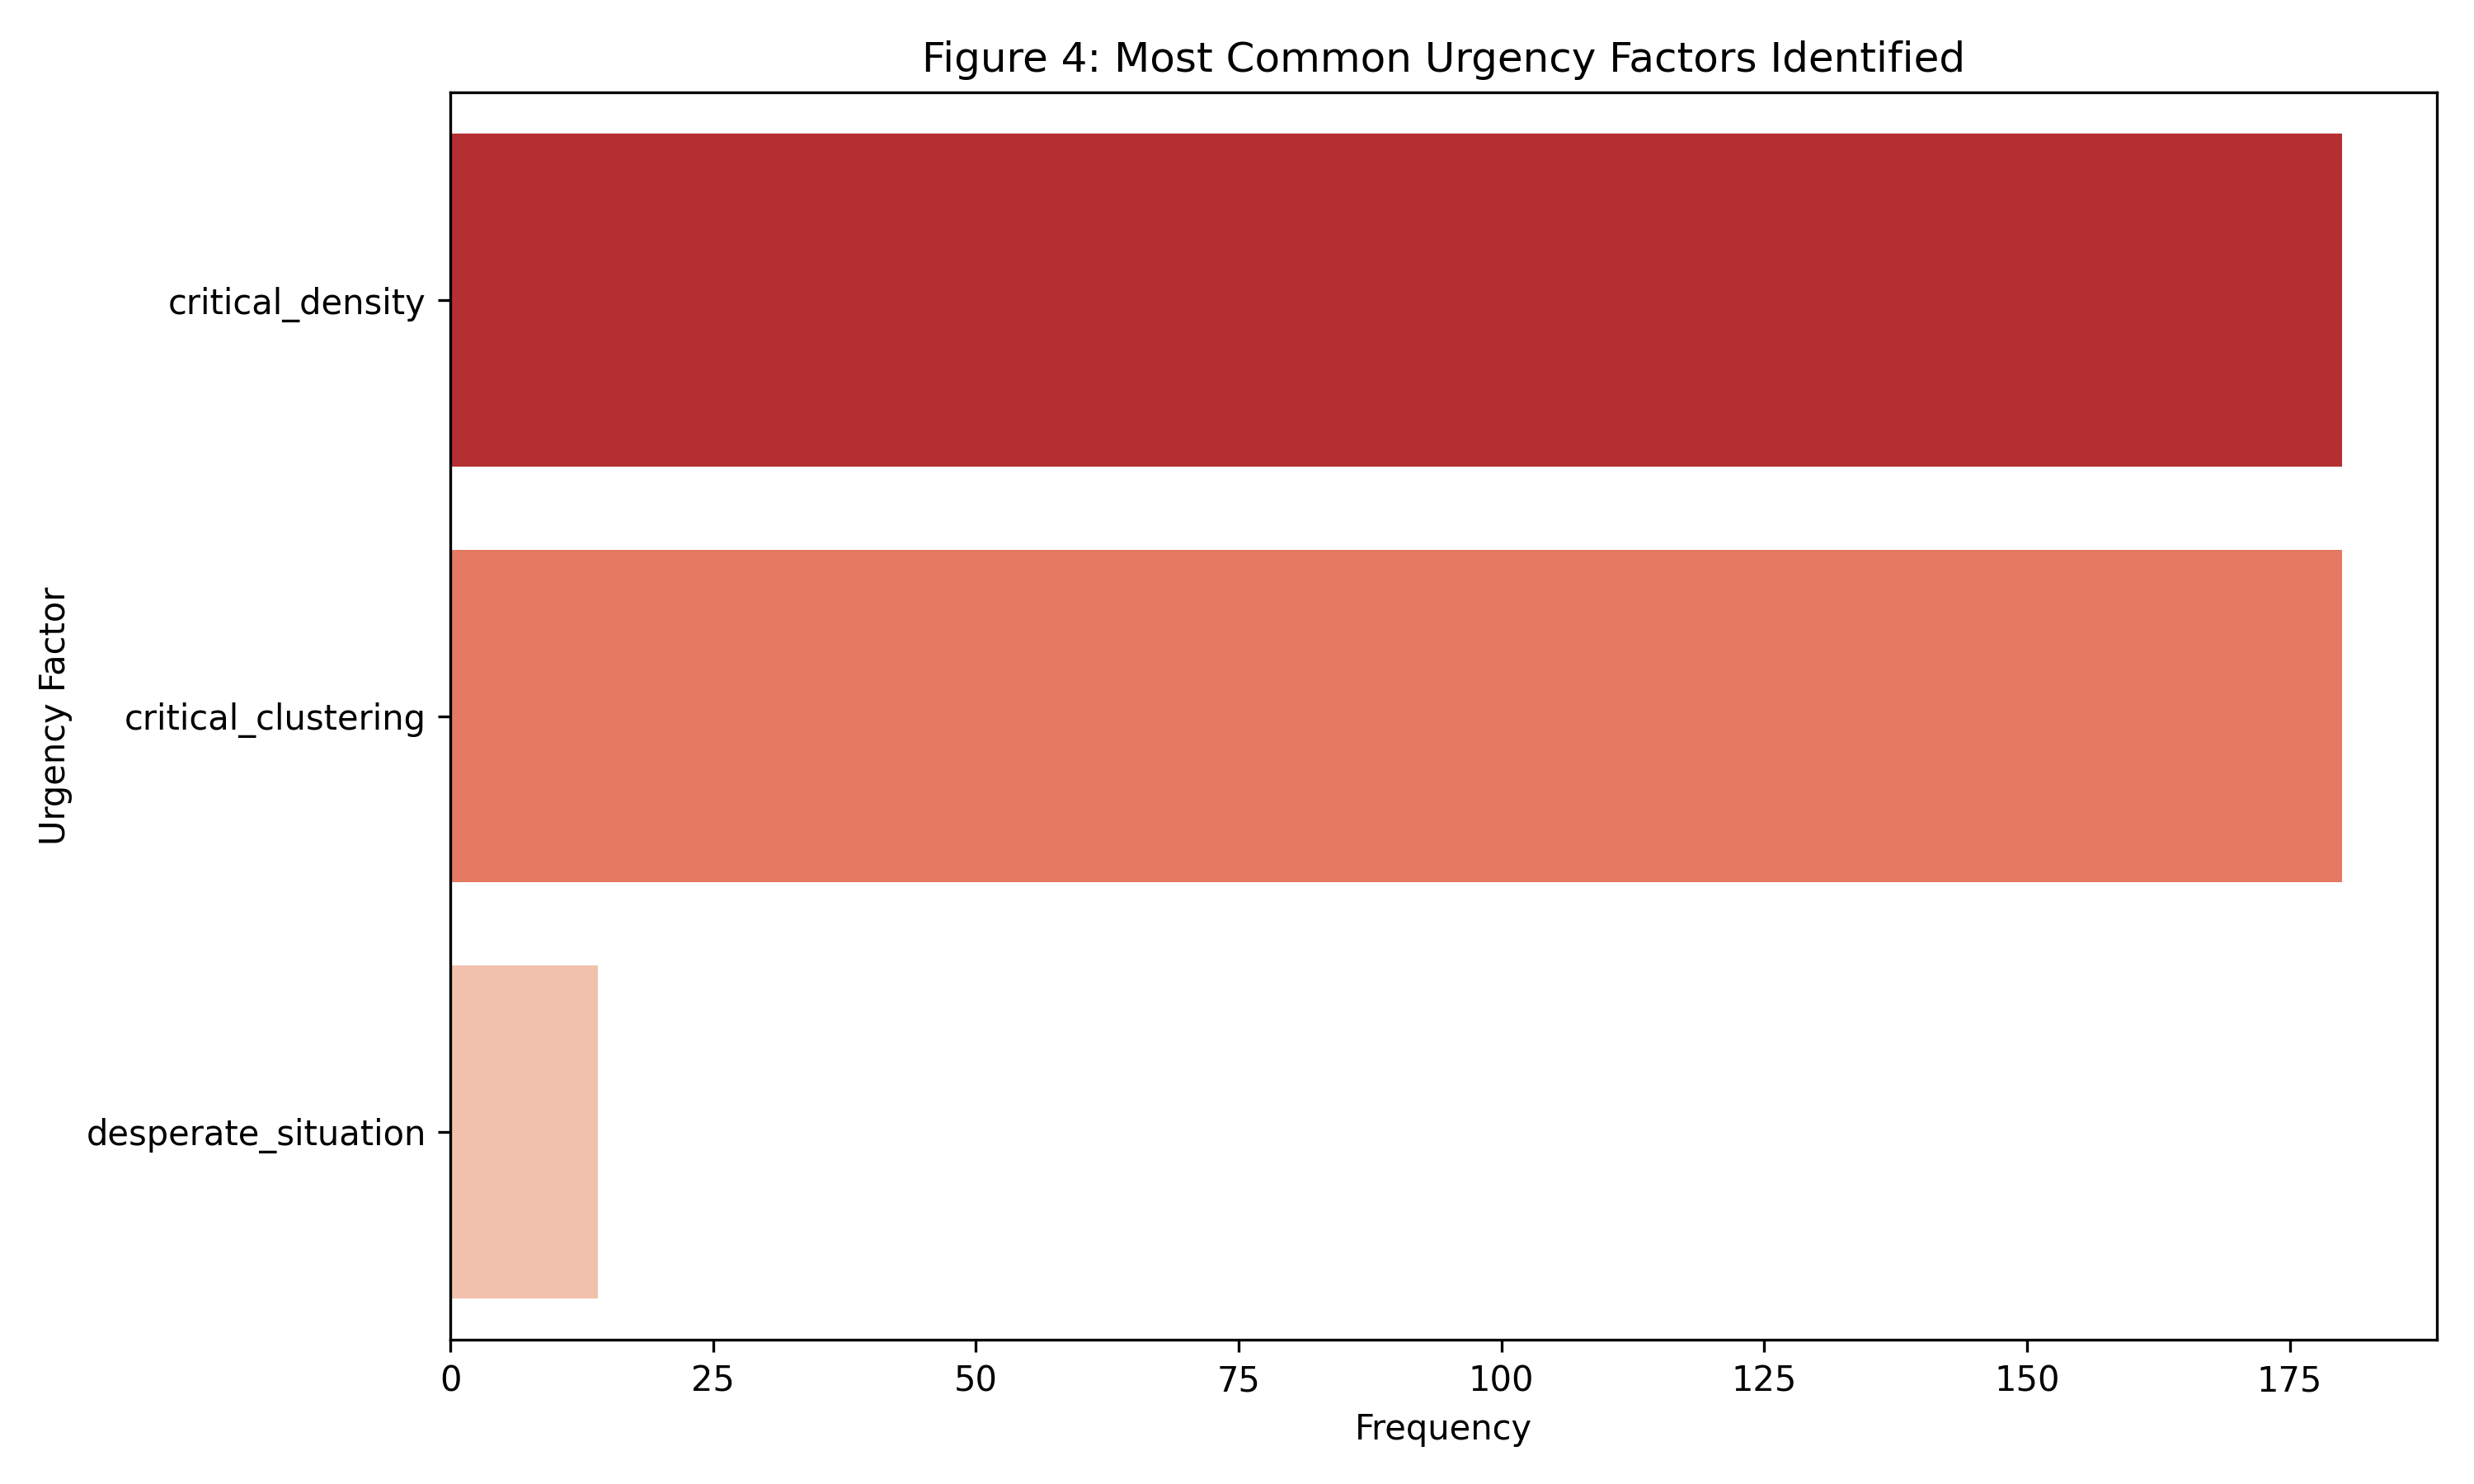 Figure 4: Most Common Urgency Factors Identified
critical_density
critical_clustering
desperate_situation
Urgency Factor
0 25 50 75 100 125 150 175
Frequency